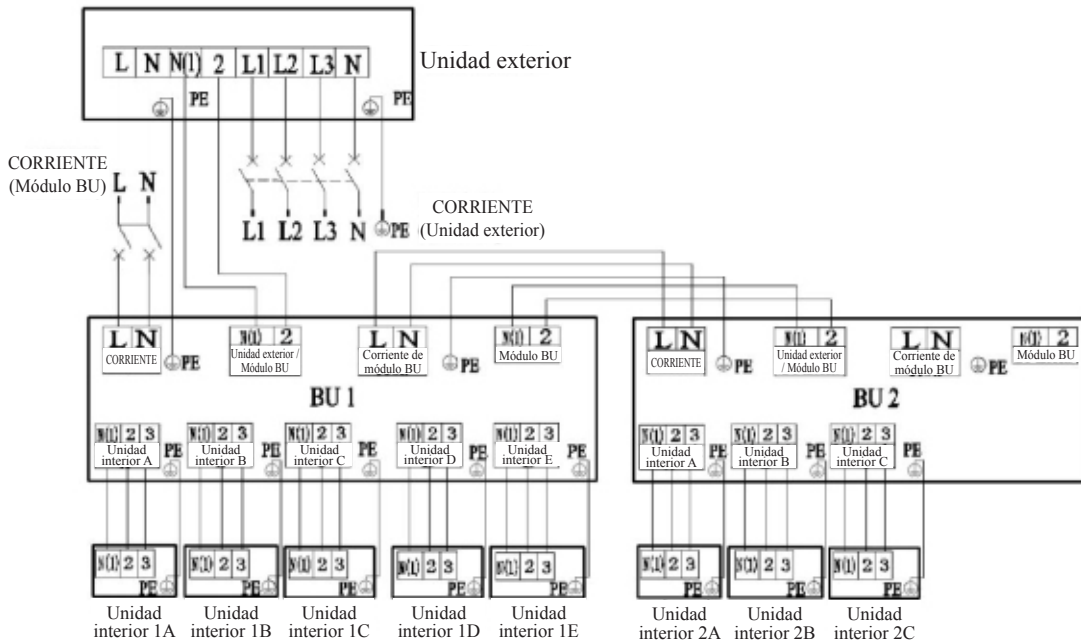 Unidad exterior
L N N(1) 2 L1 L2 L3 N
PE PE
CORRIENTE
(Módulo BU)
L N
L1 L2 L3 N PE
CORRIENTE
(Unidad exterior)
L N
CORRIENTE
PE
N(1) 2
Unidad exterior /
Módulo BU
L N
Corriente de
módulo BU
PE
N(1) 2
Módulo BU
BU 1
N(1) 2 3
Unidad
interior A
PE
N(1) 2 3
Unidad
interior B
PE
N(1) 2 3
Unidad
interior C
PE
N(1) 2 3
Unidad
interior D
PE
N(1) 2 3
Unidad
interior E
PE
L N
CORRIENTE
PE
N(1) 2
Unidad exterior
/ Módulo BU
L N
Corriente de
módulo BU
PE
N(1) 2
Módulo BU
BU 2
N(1) 2 3
Unidad
interior A
PE
N(1) 2 3
Unidad
interior B
PE
N(1) 2 3
Unidad
interior C
PE
N(1) 2 3
PE
Unidad
interior 1A
N(1) 2 3
PE
Unidad
interior 1B
N(1) 2 3
PE
Unidad
interior 1C
N(1) 2 3
PE
Unidad
interior 1D
N(1) 2 3
PE
Unidad
interior 1E
N(1) 2 3
PE
Unidad
interior 2A
N(1) 2 3
PE
Unidad
interior 2B
N(1) 2 3
PE
Unidad
interior 2C